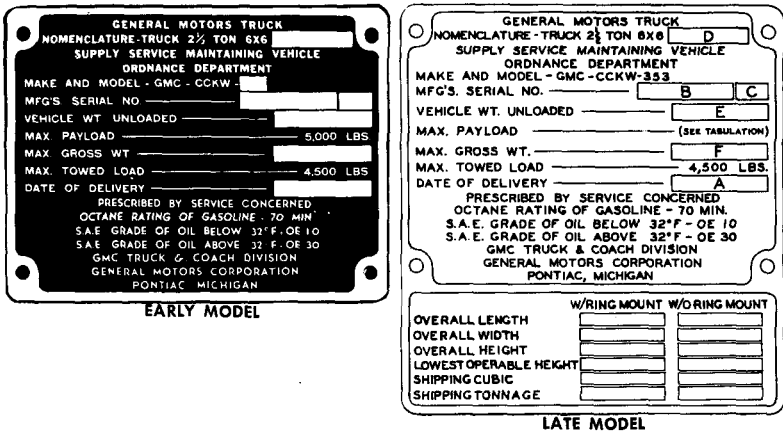 GENERAL MOTORS TRUCK
NOMENCLATURE-TRUCK 2½ TON 6X6
SUPPLY SERVICE MAINTAINING VEHICLE
ORDNANCE DEPARTMENT
MAKE AND MODEL - GMC - CCKW -
MFG'S SERIAL NO.
VEHICLE WT UNLOADED
MAX. PAYLOAD 5,000 LBS
MAX. GROSS WT
MAX. TOWED LOAD 4,500 LBS
DATE OF DELIVERY
PRESCRIBED BY SERVICE CONCERNED
OCTANE RATING OF GASOLINE - 70 MIN.
S.A.E. GRADE OF OIL BELOW 32°F - OE 10
S.A.E. GRADE OF OIL ABOVE 32°F - OE 30
GMC TRUCK & COACH DIVISION
GENERAL MOTORS CORPORATION
PONTIAC MICHIGAN
EARLY MODEL
GENERAL MOTORS TRUCK
NOMENCLATURE - TRUCK 2½ TON 6X6 D
SUPPLY SERVICE MAINTAINING VEHICLE
ORDNANCE DEPARTMENT
MAKE AND MODEL - GMC-CCKW-353
MFG'S. SERIAL NO. B C
VEHICLE WT. UNLOADED E
MAX. PAYLOAD (SEE TABULATION)
MAX. GROSS WT. F
MAX. TOWED LOAD 4,500 LBS.
DATE OF DELIVERY A
PRESCRIBED BY SERVICE CONCERNED
OCTANE RATING OF GASOLINE - 70 MIN.
S.A.E. GRADE OF OIL BELOW 32°F - OE 10
S.A.E. GRADE OF OIL ABOVE 32°F - OE 30
GMC TRUCK & COACH DIVISION
GENERAL MOTORS CORPORATION
PONTIAC, MICHIGAN
W/RING MOUNT W/O RING MOUNT
OVERALL LENGTH
OVERALL WIDTH
OVERALL HEIGHT
LOWEST OPERABLE HEIGHT
SHIPPING CUBIC
SHIPPING TONNAGE
LATE MODEL